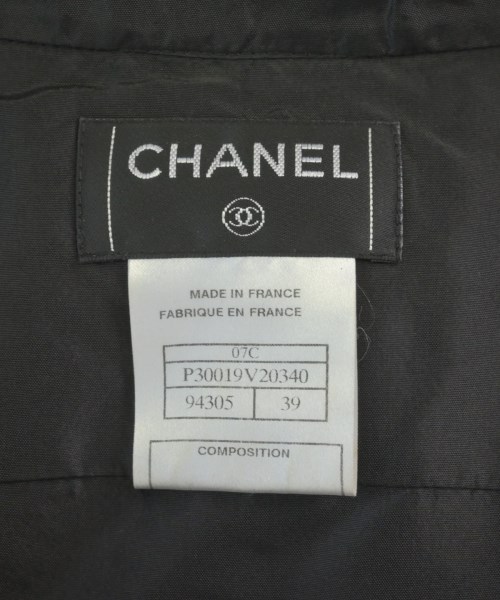 CHANEL
MADE IN FRANCE
FABRIQUE EN FRANCE
07C
P30019V20340
94305 39
COMPOSITION